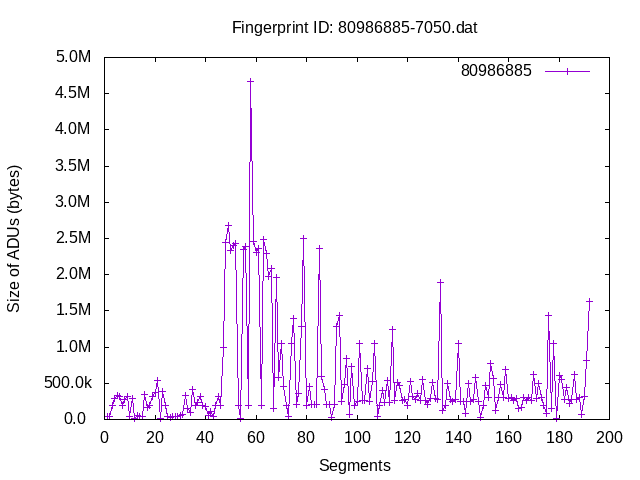 Fingerprint ID: 80986885-7050.dat
80986885
5.0M
4.5M
4.0M
3.5M
3.0M
2.5M
2.0M
1.5M
1.0M
500.0k
0.0
Size of ADUs (bytes)
0 20 40 60 80 100 120 140 160 180 200
Segments